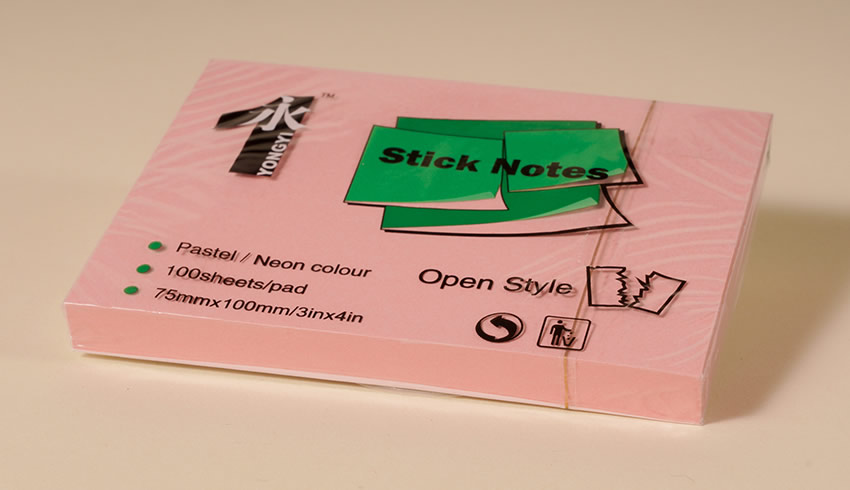 永
YONGYI
TM
Stick Notes
Pastel / Neon colour
100sheets/pad
75mmx100mm/3inx4in
Open Style